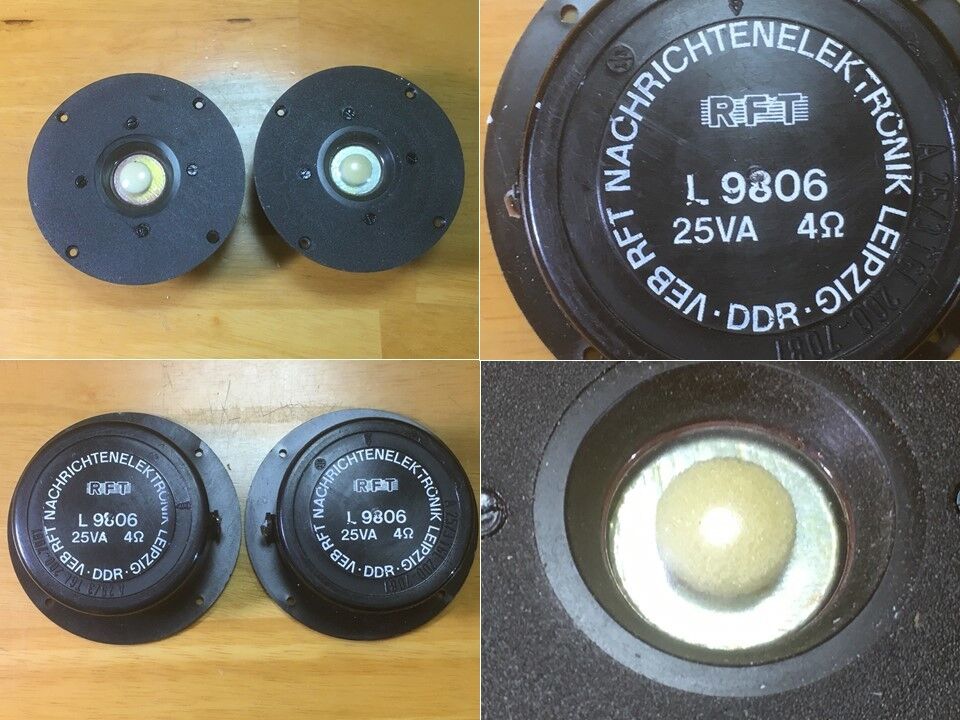 VEB RFT NACHRICHTENELEKTRONIK LEIPZIG · DDR ·
RFT
L 9806
25VA 4Ω
VEB RFT NACHRICHTENELEKTRONIK LEIPZIG · DDR ·
RFT
L 9806
25VA 4Ω
VEB RFT NACHRICHTENELEKTRONIK LEIPZIG · DDR ·
RFT
L 9806
25VA 4Ω